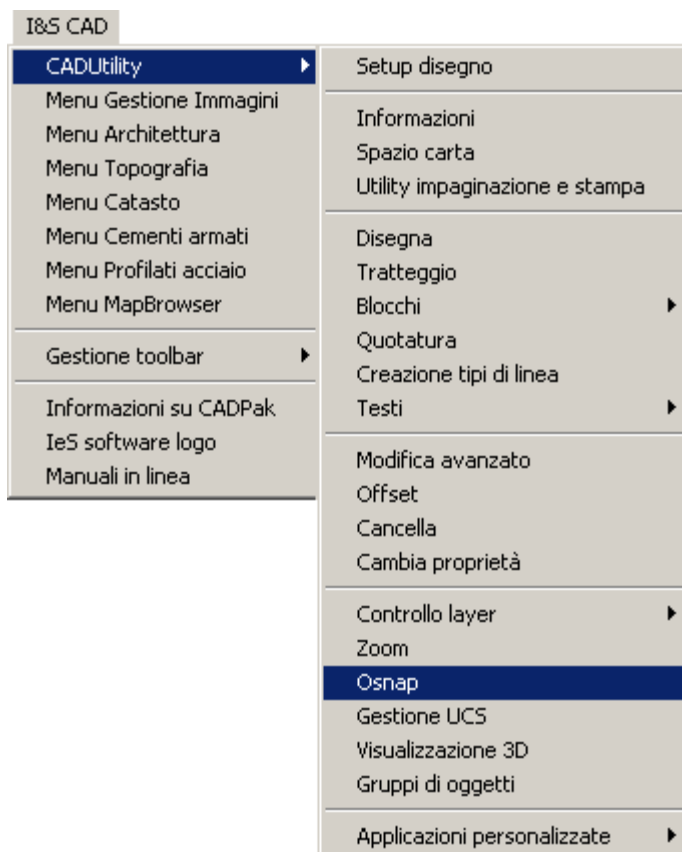 I&S CAD
CADUtility
Menu Gestione Immagini
Menu Architettura
Menu Topografia
Menu Catasto
Menu Cementi armati
Menu Profilati acciaio
Menu MapBrowser
Gestione toolbar
Informazioni su CADPak
IeS software logo
Manuali in linea
Setup disegno
Informazioni
Spazio carta
Utility impaginazione e stampa
Disegna
Tratteggio
Blocchi
Quotatura
Creazione tipi di linea
Testi
Modifica avanzato
Offset
Cancella
Cambia proprietà
Controllo layer
Zoom
Osnap
Gestione UCS
Visualizzazione 3D
Gruppi di oggetti
Applicazioni personalizzate